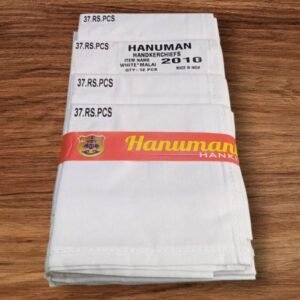 37.RS.PCS
37.RS.PCS
HANUMAN
HANDKERCHIEFS
ITEM NAME 2010
WHITE*MALAI
QTY:-12 PCS MADE IN INDIA
37.RS.PCS
37.RS.PCS
Hanuman
HANK